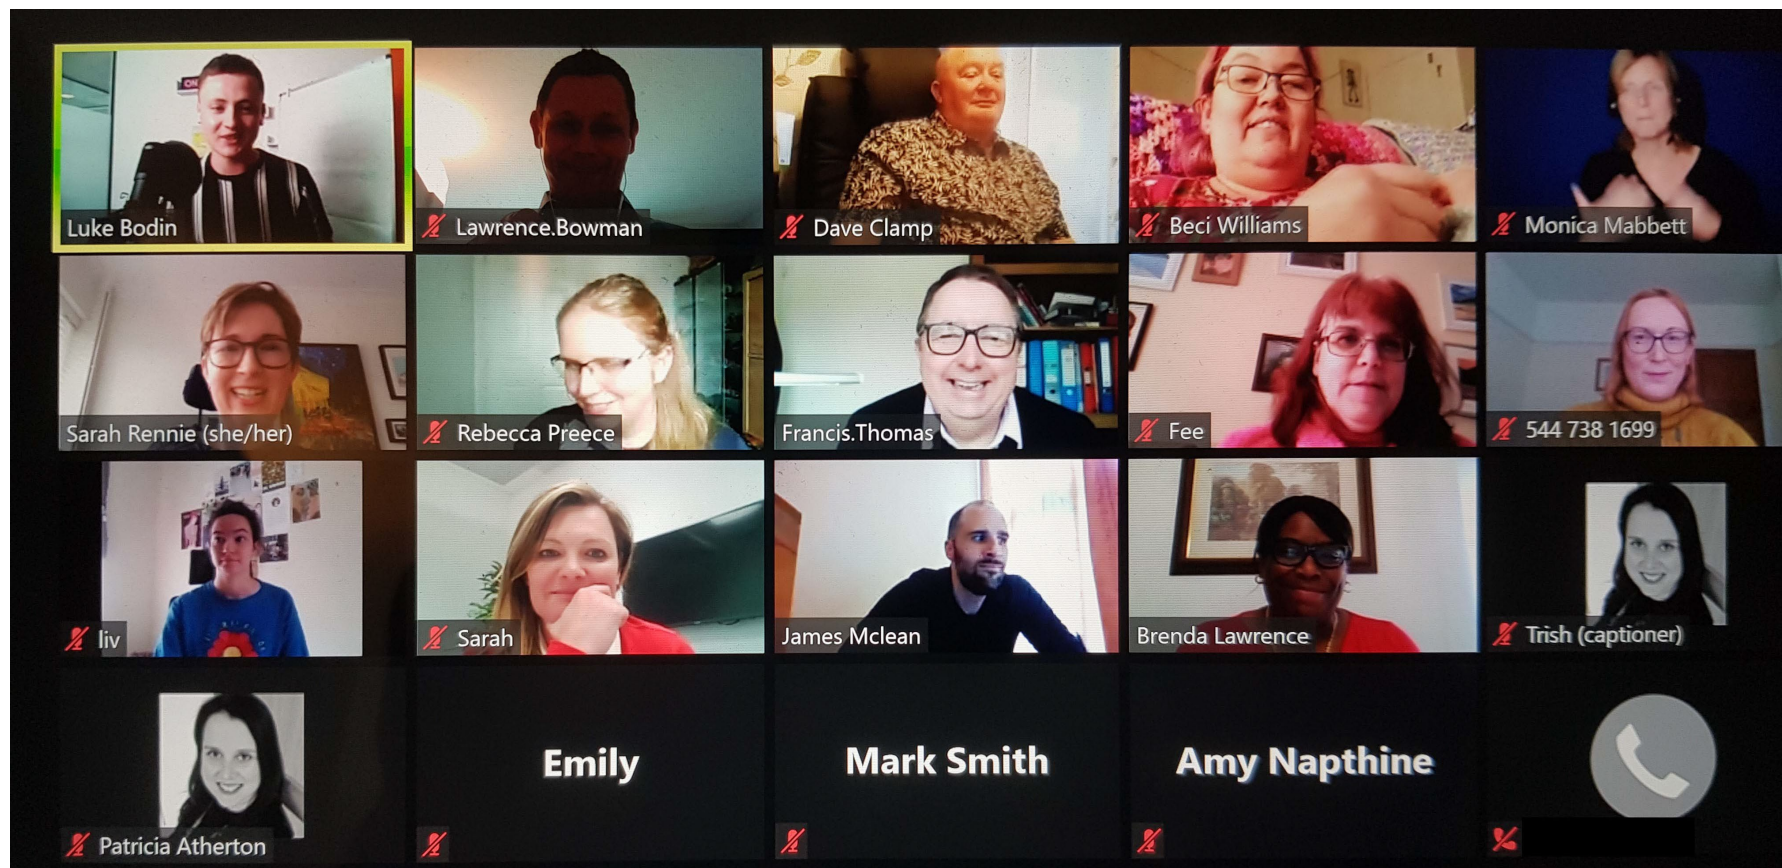 ON
Luke Bodin
Lawrence.Bowman
Dave Clamp
Beci Williams
Monica Mabbett
Sarah Rennie (she/her)
Rebecca Preece
Francis.Thomas
Fee
544 738 1699
liv
Sarah
James Mclean
Brenda Lawrence
Trish (captioner)
Patricia Atherton
Emily
Mark Smith
Amy Napthine